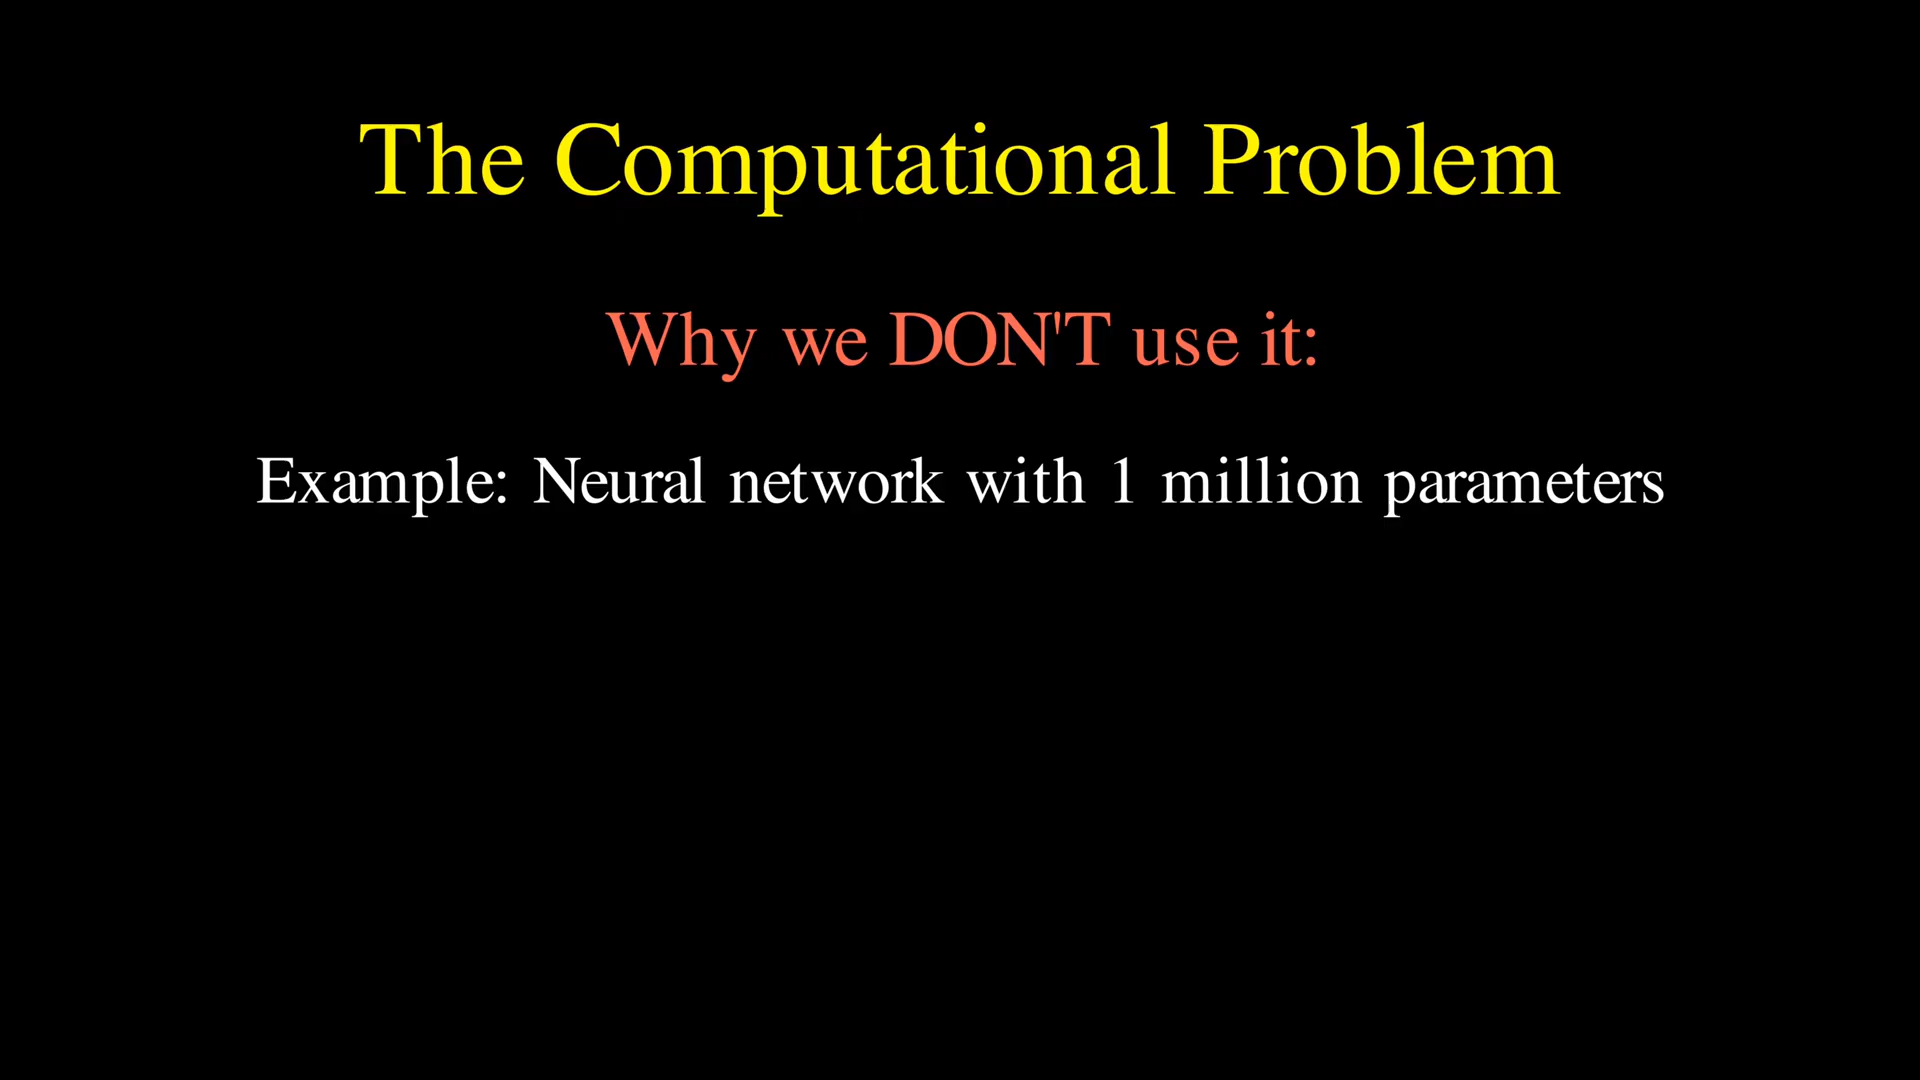 The Computational Problem
Why we DON'T use it:
Example: Neural network with 1 million parameters